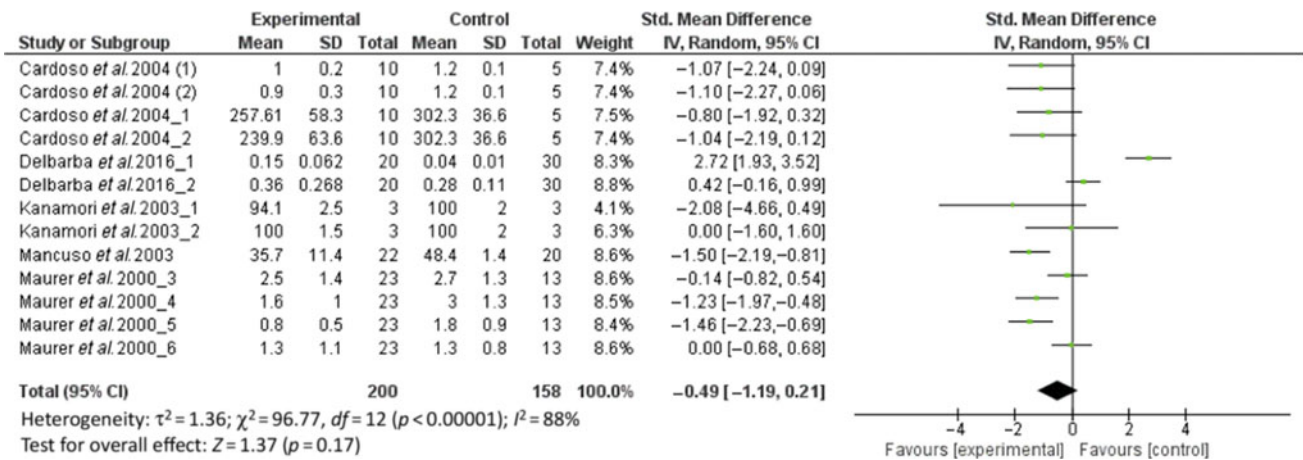 Experimental Control Std. Mean Difference Std. Mean Difference
Study or Subgroup Mean SD Total Mean SD Total Weight IV, Random, 95% CI IV, Random, 95% CI
Cardoso et al. 2004 (1) 1 0.2 10 1.2 0.1 5 7.4% −1.07 [−2.24, 0.09]
Cardoso et al. 2004 (2) 0.9 0.3 10 1.2 0.1 5 7.4% −1.10 [−2.27, 0.06]
Cardoso et al. 2004_1 257.61 58.3 10 302.3 36.6 5 7.5% −0.80 [−1.92, 0.32]
Cardoso et al. 2004_2 239.9 63.6 10 302.3 36.6 5 7.4% −1.04 [−2.19, 0.12]
Delbarba et al. 2016_1 0.15 0.062 20 0.04 0.01 30 8.3% 2.72 [1.93, 3.52]
Delbarba et al. 2016_2 0.36 0.268 20 0.28 0.11 30 8.8% 0.42 [−0.16, 0.99]
Kanamori et al. 2003_1 94.1 2.5 3 100 2 3 4.1% −2.08 [−4.66, 0.49]
Kanamori et al. 2003_2 100 1.5 3 100 2 3 6.3% 0.00 [−1.60, 1.60]
Mancuso et al. 2003 35.7 11.4 22 48.4 1.4 20 8.6% −1.50 [−2.19,−0.81]
Maurer et al. 2000_3 2.5 1.4 23 2.7 1.3 13 8.6% −0.14 [−0.82, 0.54]
Maurer et al. 2000_4 1.6 1 23 3 1.3 13 8.5% −1.23 [−1.97,−0.48]
Maurer et al. 2000_5 0.8 0.5 23 1.8 0.9 13 8.4% −1.46 [−2.23,−0.69]
Maurer et al. 2000_6 1.3 1.1 23 1.3 0.8 13 8.6% 0.00 [−0.68, 0.68]
Total (95% CI) 200 158 100.0% −0.49 [−1.19, 0.21]
Heterogeneity: τ² = 1.36; χ² = 96.77, df = 12 (p < 0.00001); I² = 88%
Test for overall effect: Z = 1.37 (p = 0.17)
−4 −2 0 2 4
Favours [experimental] Favours [control]